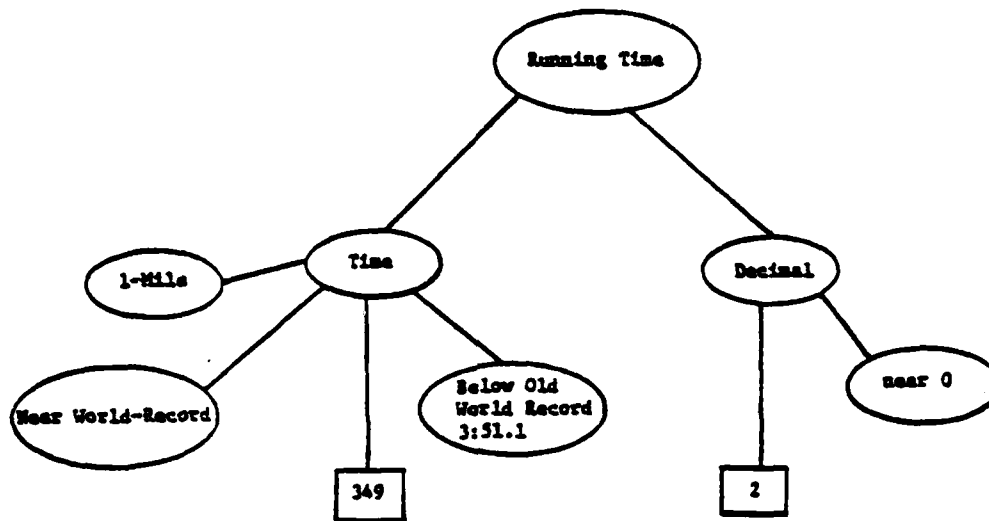 Running Time
1-Mile
Time
Decimal
Near World-Record
Below Old
World Record
3:51.1
near 0
349
2